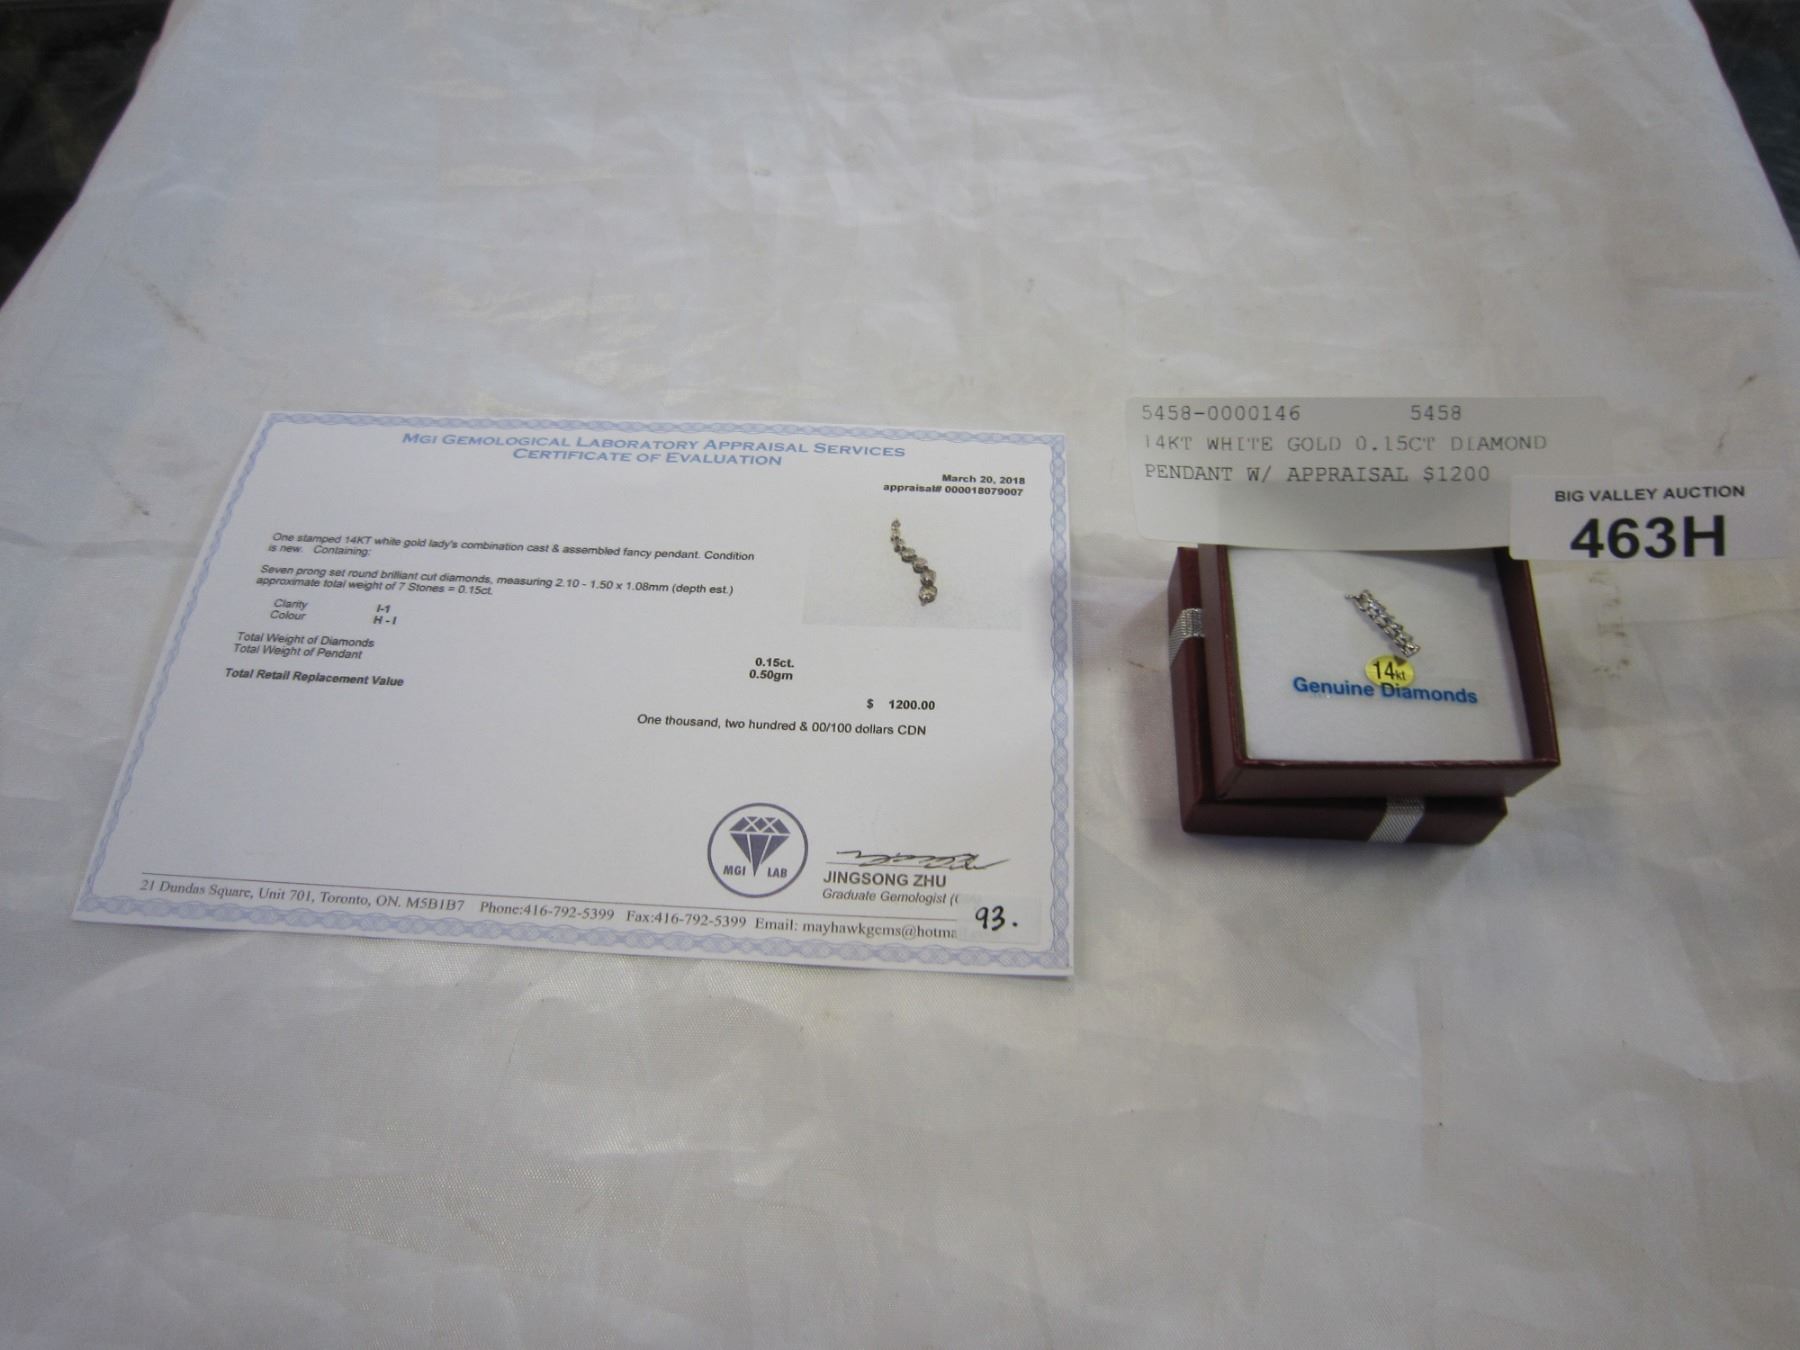 MGI GEMOLOGICAL LABORATORY APPRAISAL SERVICES
CERTIFICATE OF EVALUATION
March 20, 2018
appraisal# 000018079007
One stamped 14KT white gold lady's combination cast & assembled fancy pendant. Condition
is new. Containing:
Seven prong set round brilliant cut diamonds, measuring 2.10 - 1.50 x 1.08mm (depth est.)
approximate total weight of 7 Stones = 0.15ct.
Clarity I-1
Colour H - I
Total Weight of Diamonds 0.15ct.
Total Weight of Pendant 0.50gm
Total Retail Replacement Value $ 1200.00
One thousand, two hundred & 00/100 dollars CDN
MGI LAB
JINGSONG ZHU
Graduate Gemologist (
21 Dundas Square, Unit 701, Toronto, ON. M5B1B7 Phone:416-792-5399 Fax:416-792-5399 Email: mayhawkgems@hotma
93.
5458-0000146 5458
14KT WHITE GOLD 0.15CT DIAMOND
PENDANT W/ APPRAISAL $1200
BIG VALLEY AUCTION
463H
14kt
Genuine Diamonds